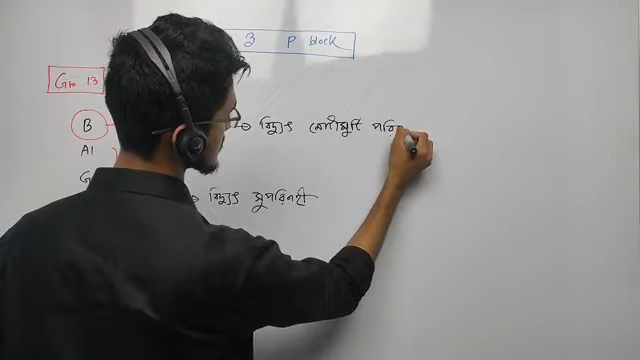 3 P block
Gr. 13
B → বিদ্যুৎ মোটামুটি পরি
Al
G
বিদ্যুৎ সুপরিবাহী